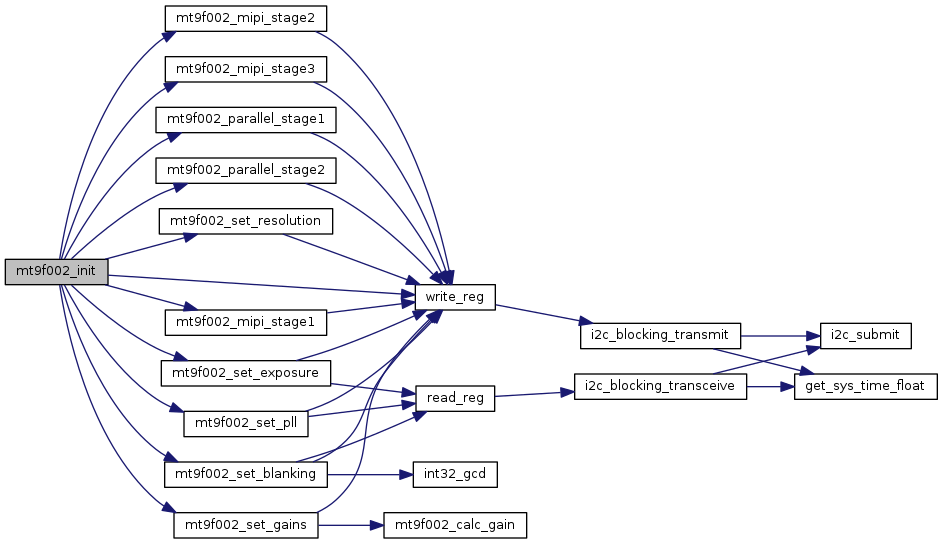 mt9f002_mipi_stage2
mt9f002_mipi_stage3
mt9f002_parallel_stage1
mt9f002_parallel_stage2
mt9f002_set_resolution
mt9f002_init
write_reg
mt9f002_mipi_stage1
i2c_blocking_transmit
i2c_submit
mt9f002_set_exposure
i2c_blocking_transceive
get_sys_time_float
read_reg
mt9f002_set_pll
mt9f002_set_blanking
int32_gcd
mt9f002_set_gains
mt9f002_calc_gain